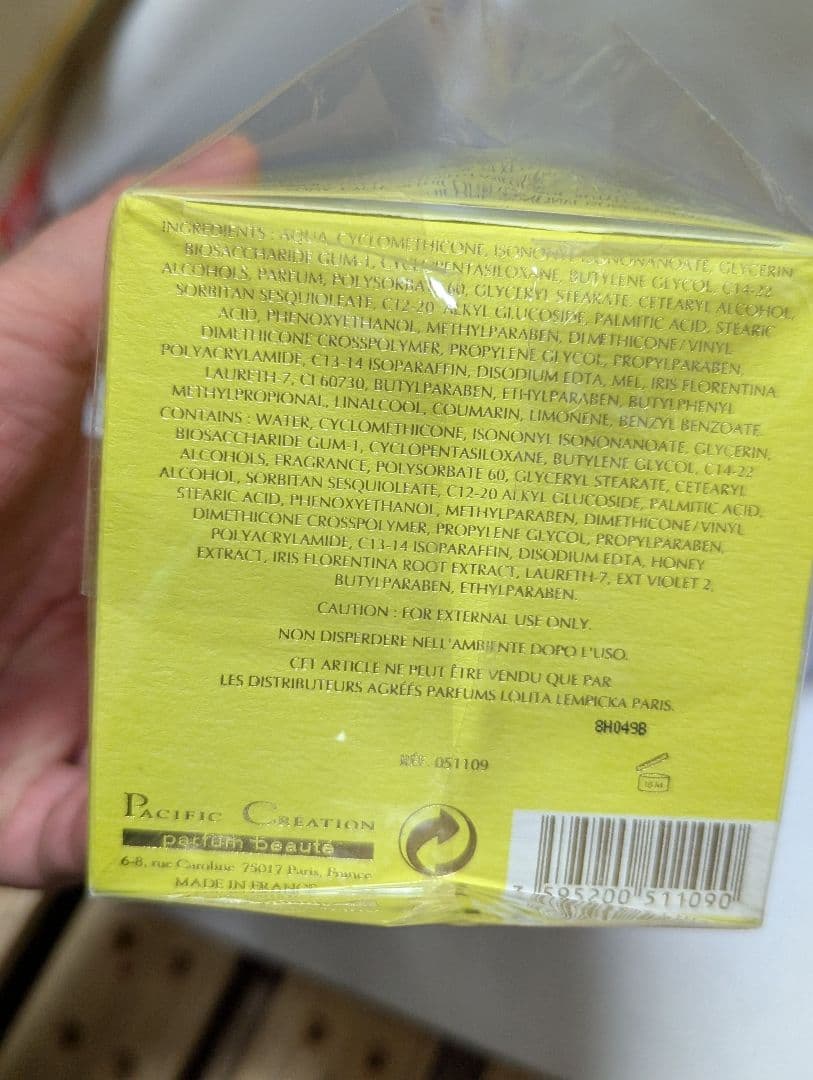 INGREDIENTS : AQUA, CYCLOMETHICONE, ISONONYL ISONONANOATE, GLYCERIN,
BIOSACCHARIDE GUM-1, CYCLOPENTASILOXANE, BUTYLENE GLYCOL, C14-22
ALCOHOLS, PARFUM, POLYSORBATE 60, GLYCERYL STEARATE, CETEARYL ALCOHOL,
SORBITAN SESQUIOLEATE, C12-20 ALKYL GLUCOSIDE, PALMITIC ACID, STEARIC
ACID, PHENOXYETHANOL, METHYLPARABEN, DIMETHICONE/VINYL
DIMETHICONE CROSSPOLYMER, PROPYLENE GLYCOL, PROPYLPARABEN,
POLYACRYLAMIDE, C13-14 ISOPARAFFIN, DISODIUM EDTA, MEL, IRIS FLORENTINA,
LAURETH-7, CI 60730, BUTYLPARABEN, ETHYLPARABEN, BUTYLPHENYL
METHYLPROPIONAL, LINALCOOL, COUMARIN, LIMONENE, BENZYL BENZOATE.
CONTAINS : WATER, CYCLOMETHICONE, ISONONYL ISONONANOATE, GLYCERIN,
BIOSACCHARIDE GUM-1, CYCLOPENTASILOXANE, BUTYLENE GLYCOL, C14-22
ALCOHOLS, FRAGRANCE, POLYSORBATE 60, GLYCERYL STEARATE, CETEARYL
ALCOHOL, SORBITAN SESQUIOLEATE, C12-20 ALKYL GLUCOSIDE, PALMITIC ACID,
STEARIC ACID, PHENOXYETHANOL, METHYLPARABEN, DIMETHICONE/VINYL
DIMETHICONE CROSSPOLYMER, PROPYLENE GLYCOL, PROPYLPARABEN,
POLYACRYLAMIDE, C13-14 ISOPARAFFIN, DISODIUM EDTA, HONEY
EXTRACT, IRIS FLORENTINA ROOT EXTRACT, LAURETH-7, EXT VIOLET 2,
BUTYLPARABEN, ETHYLPARABEN.
CAUTION : FOR EXTERNAL USE ONLY.
NON DISPERDERE NELL'AMBIENTE DOPO L'USO.
CET ARTICLE NE PEUT ÊTRE VENDU QUE PAR
LES DISTRIBUTEURS AGRÉÉS PARFUMS LOLITA LEMPICKA PARIS.
8H049B
RÉF. 051109
18 M
PACIFIC CRÉATION
parfum beauté
6-8, rue Caroline 75017 Paris, France
MADE IN FRANCE
3 595200 511090